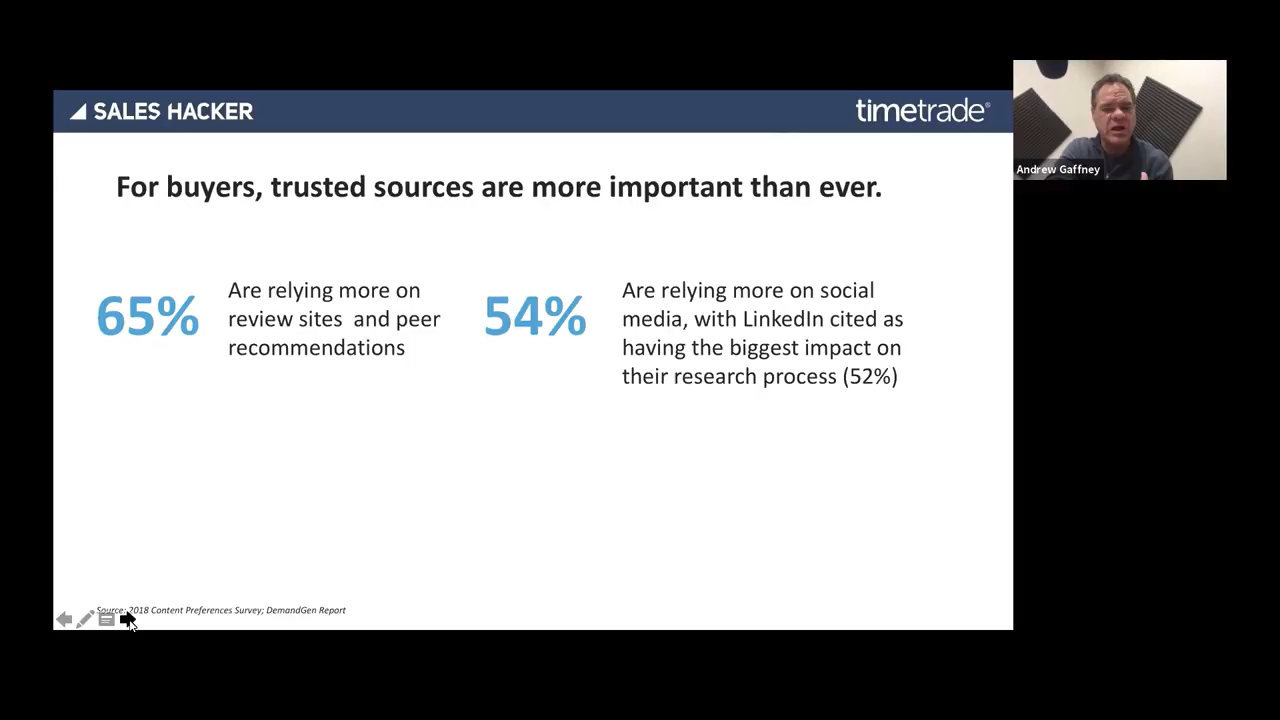 SALES HACKER
timetrade®
Andrew Gaffney
For buyers, trusted sources are more important than ever.
65%
Are relying more on
review sites and peer
recommendations
54%
Are relying more on social
media, with LinkedIn cited as
having the biggest impact on
their research process (52%)
Source: 2018 Content Preferences Survey; DemandGen Report